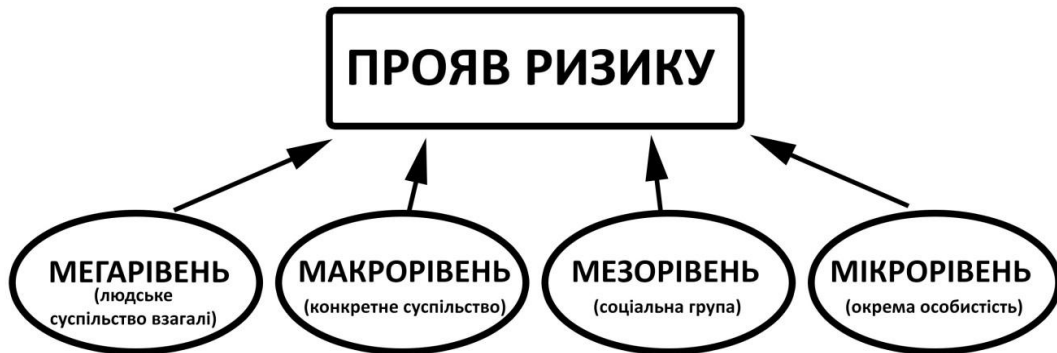 ПРОЯВ РИЗИКУ
МЕГАРІВЕНЬ
(людське
суспільство взагалі)
МАКРОРІВЕНЬ
(конкретне суспільство)
МЕЗОРІВЕНЬ
(соціальна група)
МІКРОРІВЕНЬ
(окрема особистість)